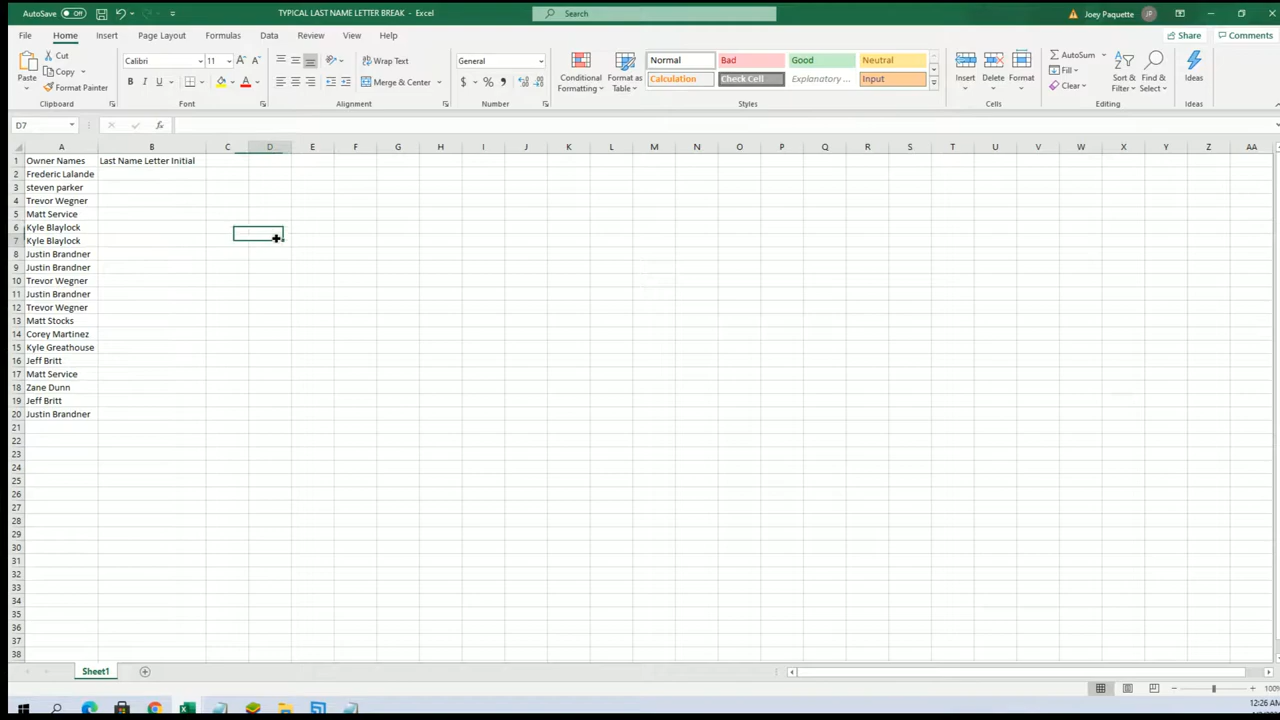 AutoSave Off TYPICAL LAST NAME LETTER BREAK - Excel Search Joey Paquette JP
File Home Insert Page Layout Formulas Data Review View Help Share Comments
Paste Cut Copy Format Painter Clipboard
Calibri 11 A A B I U A Font
Wrap Text Merge & Center Alignment
General $ % , Number
Conditional Formatting Format as Table
Normal Bad Good Neutral
Calculation Check Cell Explanatory ... Input
Styles
Insert Delete Format Cells
AutoSum Fill Clear Sort & Filter Find & Select Editing
Ideas Ideas
D7 fx
A B C D E F G H I J K L M N O P Q R S T U V W X Y Z AA
1 Owner Names Last Name Letter Initial
2 Frederic Lalande
3 steven parker
4 Trevor Wegner
5 Matt Service
6 Kyle Blaylock
7 Kyle Blaylock
8 Justin Brandner
9 Justin Brandner
10 Trevor Wegner
11 Justin Brandner
12 Trevor Wegner
13 Matt Stocks
14 Corey Martinez
15 Kyle Greathouse
16 Jeff Britt
17 Matt Service
18 Zane Dunn
19 Jeff Britt
20 Justin Brandner
21
22
23
24
25
26
27
28
29
30
31
32
33
34
35
36
37
38
Sheet1
100%
12:26 AM